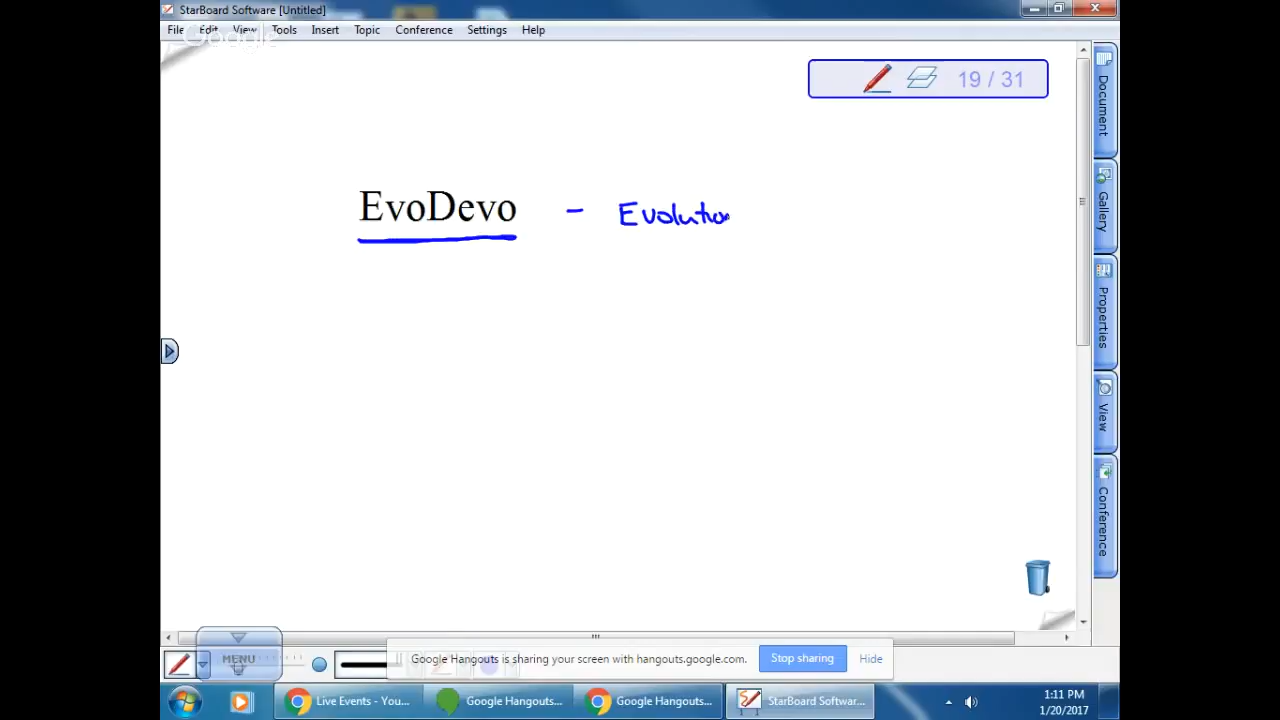 StarBoard Software [Untitled]
File Edit View Tools Insert Topic Conference Settings Help
Google
19 / 31
EvoDevo - Evolution
Document
Gallery
Properties
View
Conference
MENU
Google Hangouts is sharing your screen with hangouts.google.com. Stop sharing Hide
Live Events - You... Google Hangouts... Google Hangouts... StarBoard Softwar...
1:11 PM
1/20/2017